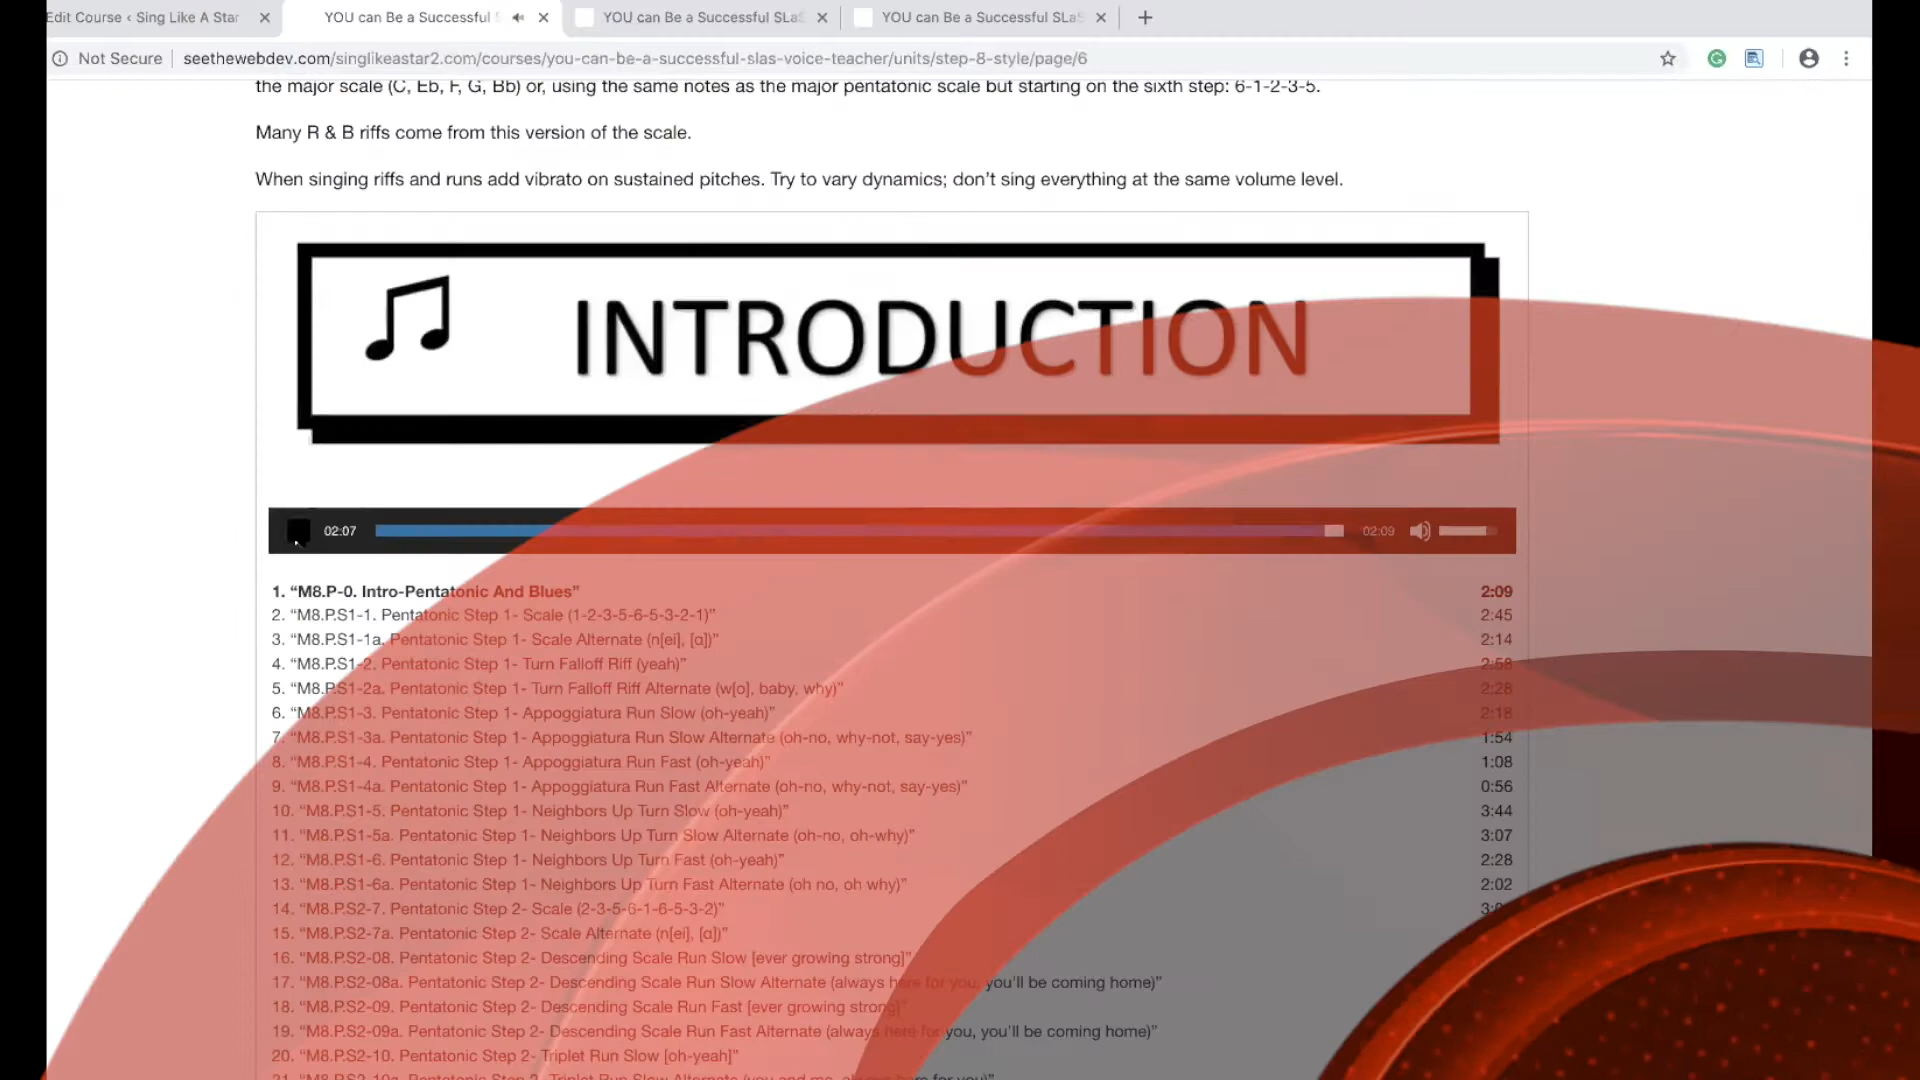 Edit Course ‹ Sing Like A Star
YOU can Be a Successful S
YOU can Be a Successful SLaS
YOU can Be a Successful SLaS
Not Secure
seethewebdev.com/singlikeastar2.com/courses/you-can-be-a-successful-slas-voice-teacher/units/step-8-style/page/6
the major scale (C, Eb, F, G, Bb) or, using the same notes as the major pentatonic scale but starting on the sixth step: 6-1-2-3-5.
Many R & B riffs come from this version of the scale.
When singing riffs and runs add vibrato on sustained pitches. Try to vary dynamics; don’t sing everything at the same volume level.
INTRODUCTION
02:07 02:09
1. “M8.P-0. Intro-Pentatonic And Blues” 2:09
2. “M8.P.S1-1. Pentatonic Step 1- Scale (1-2-3-5-6-5-3-2-1)” 2:45
3. “M8.P.S1-1a. Pentatonic Step 1- Scale Alternate (n[ei], [ɑ])” 2:14
4. “M8.P.S1-2. Pentatonic Step 1- Turn Falloff Riff (yeah)” 2:58
5. “M8.P.S1-2a. Pentatonic Step 1- Turn Falloff Riff Alternate (w[o], baby, why)” 2:28
6. “M8.P.S1-3. Pentatonic Step 1- Appoggiatura Run Slow (oh-yeah)” 2:18
7. “M8.P.S1-3a. Pentatonic Step 1- Appoggiatura Run Slow Alternate (oh-no, why-not, say-yes)” 1:54
8. “M8.P.S1-4. Pentatonic Step 1- Appoggiatura Run Fast (oh-yeah)” 1:08
9. “M8.P.S1-4a. Pentatonic Step 1- Appoggiatura Run Fast Alternate (oh-no, why-not, say-yes)” 0:56
10. “M8.P.S1-5. Pentatonic Step 1- Neighbors Up Turn Slow (oh-yeah)” 3:44
11. “M8.P.S1-5a. Pentatonic Step 1- Neighbors Up Turn Slow Alternate (oh-no, oh-why)” 3:07
12. “M8.P.S1-6. Pentatonic Step 1- Neighbors Up Turn Fast (oh-yeah)” 2:28
13. “M8.P.S1-6a. Pentatonic Step 1- Neighbors Up Turn Fast Alternate (oh no, oh why)” 2:02
14. “M8.P.S2-7. Pentatonic Step 2- Scale (2-3-5-6-1-6-5-3-2)”
15. “M8.P.S2-7a. Pentatonic Step 2- Scale Alternate (n[ei], [ɑ])”
16. “M8.P.S2-08. Pentatonic Step 2- Descending Scale Run Slow [ever growing strong]”
17. “M8.P.S2-08a. Pentatonic Step 2- Descending Scale Run Slow Alternate (always here for you, you’ll be coming home)”
18. “M8.P.S2-09. Pentatonic Step 2- Descending Scale Run Fast [ever growing strong]”
19. “M8.P.S2-09a. Pentatonic Step 2- Descending Scale Run Fast Alternate (always here for you, you’ll be coming home)”
20. “M8.P.S2-10. Pentatonic Step 2- Triplet Run Slow [oh-yeah]”